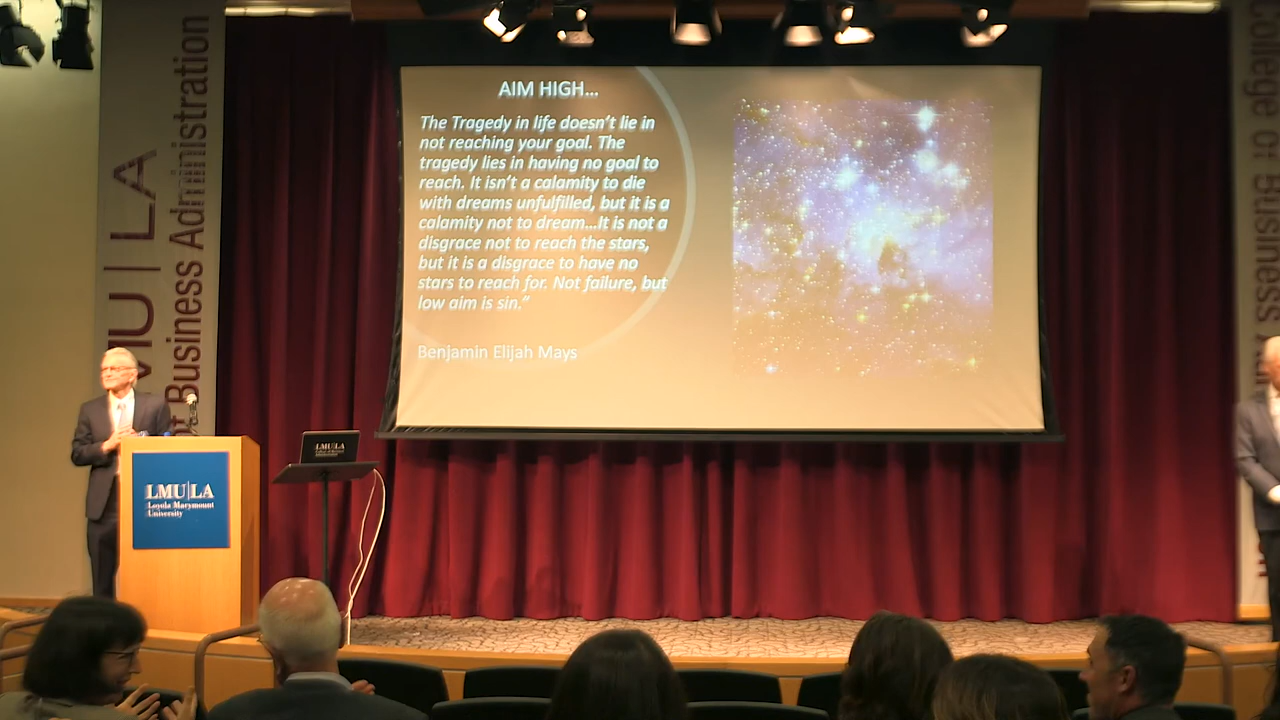 AIM HIGH...
The Tragedy in life doesn't lie in
not reaching your goal. The
tragedy lies in having no goal to
reach. It isn't a calamity to die
with dreams unfulfilled, but it is a
calamity not to dream...It is not a
disgrace not to reach the stars,
but it is a disgrace to have no
stars to reach for. Not failure, but
low aim is sin."
Benjamin Elijah Mays
MU | LA
of Business Administration
College of Business
LMU|LA
LMU|LA
Loyola Marymount
University